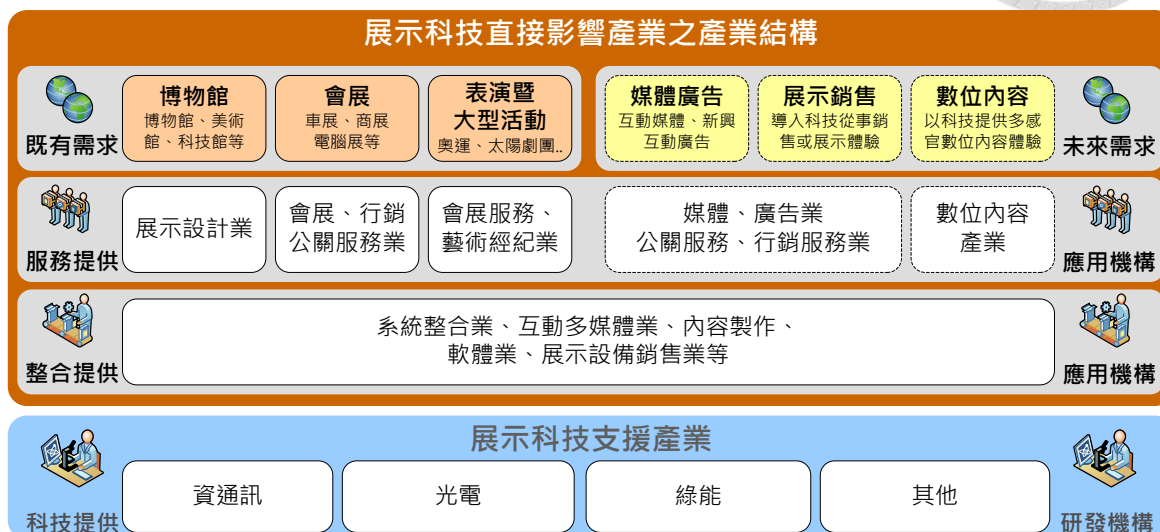 展示科技直接影響產業之產業結構
既有需求
博物館
博物館、美術
館、科技館等
會展
車展、商展
電腦展等
表演暨
大型活動
奧運、太陽劇團..
媒體廣告
互動媒體、新興
互動廣告
展示銷售
導入科技從事銷
售或展示體驗
數位內容
以科技提供多感
官數位內容體驗
未來需求
服務提供
展示設計業
會展、行銷
公關服務業
會展服務、
藝術經紀業
媒體、廣告業
公關服務、行銷服務業
數位內容
產業
應用機構
整合提供
系統整合業、互動多媒體業、內容製作、
軟體業、展示設備銷售業等
應用機構
展示科技支援產業
科技提供
資通訊
光電
綠能
其他
研發機構